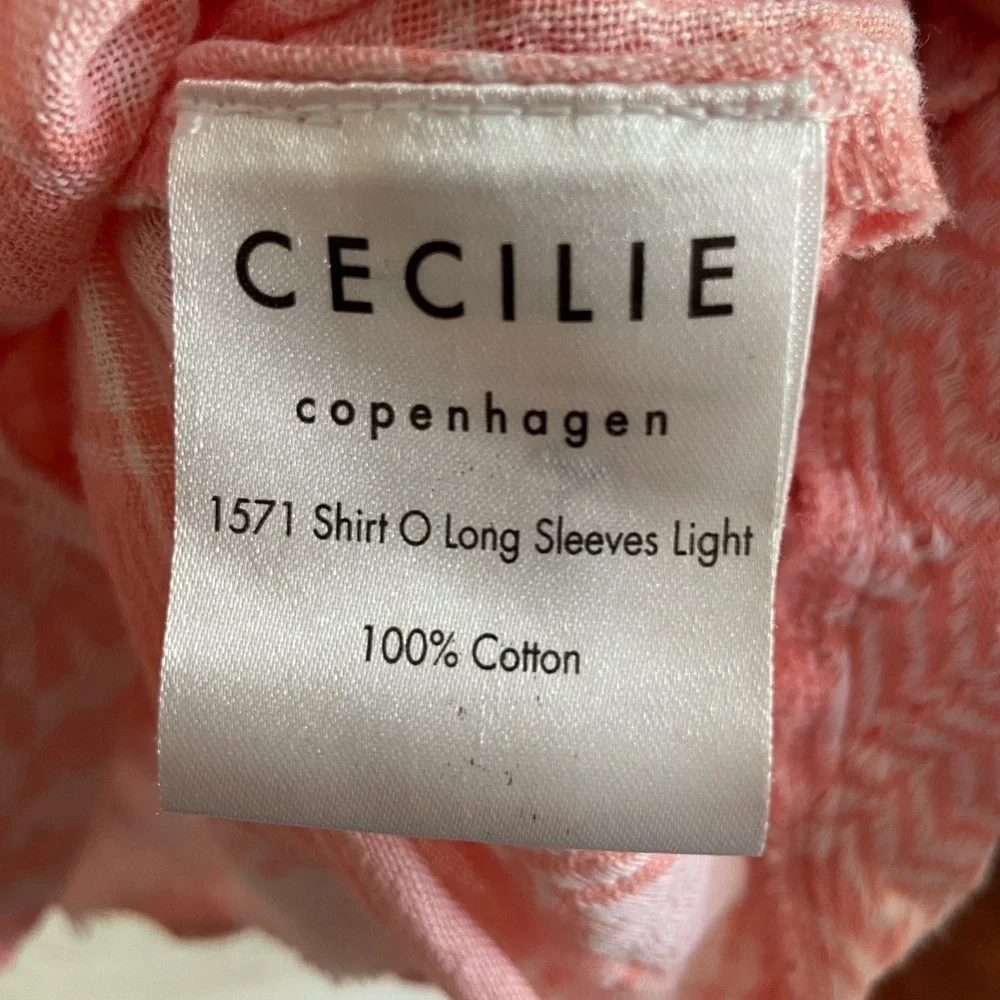 CECILIE
copenhagen
1571 Shirt O Long Sleeves Light
100% Cotton